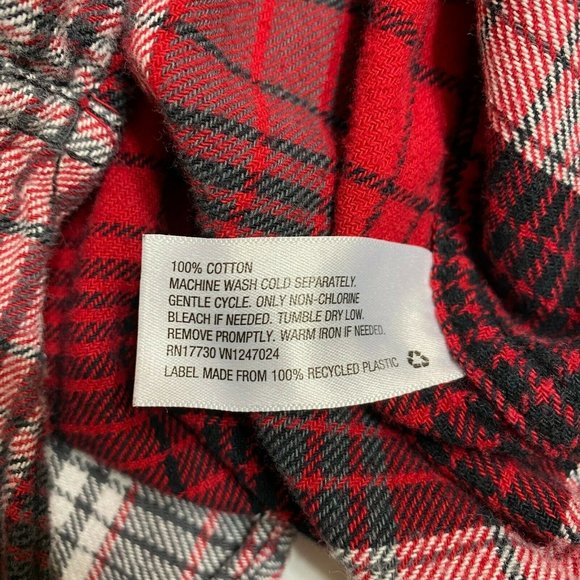 100% COTTON
MACHINE WASH COLD SEPARATELY.
GENTLE CYCLE. ONLY NON-CHLORINE
BLEACH IF NEEDED. TUMBLE DRY LOW.
REMOVE PROMPTLY. WARM IRON IF NEEDED.
RN17730 VN1247024
LABEL MADE FROM 100% RECYCLED PLASTIC